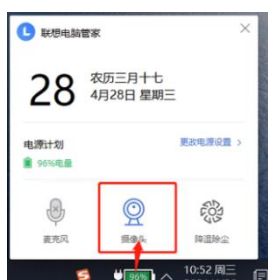 联想电脑管家
28
农历三月十七
4月28日 星期三
电源计划
更改电源设置 >
96%电量
麦克风
摄像头
降温除尘
96%
10:52 周三